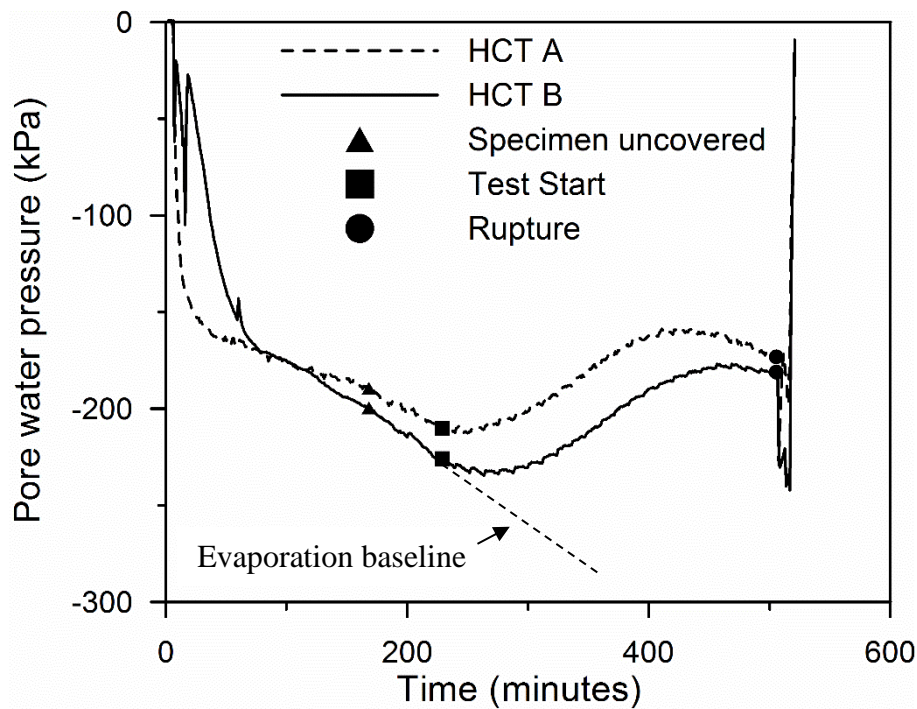 0
-100
-200
-300
Pore water pressure (kPa)
HCT A
HCT B
Specimen uncovered
Test Start
Rupture
Evaporation baseline
0
200
400
600
Time (minutes)